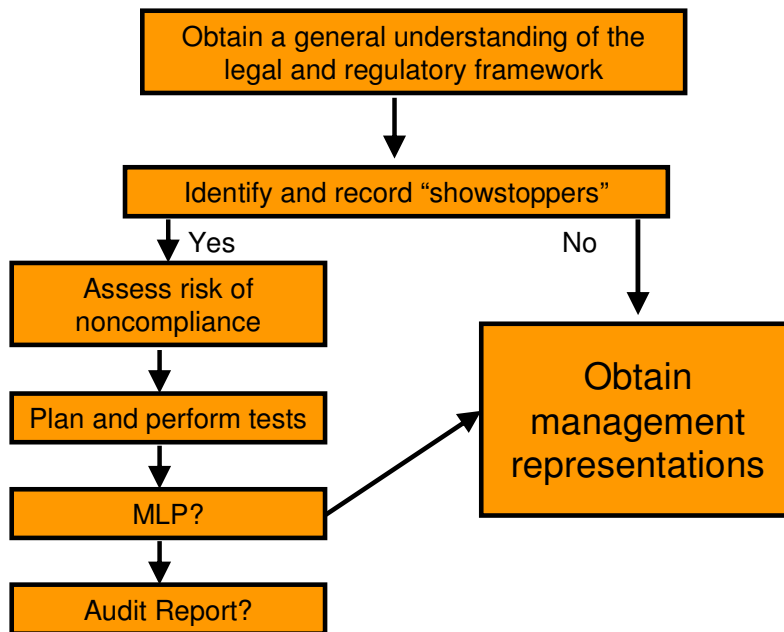 Obtain a general understanding of the
legal and regulatory framework
Identify and record “showstoppers”
Yes
No
Assess risk of
noncompliance
Obtain
management
representations
Plan and perform tests
MLP?
Audit Report?